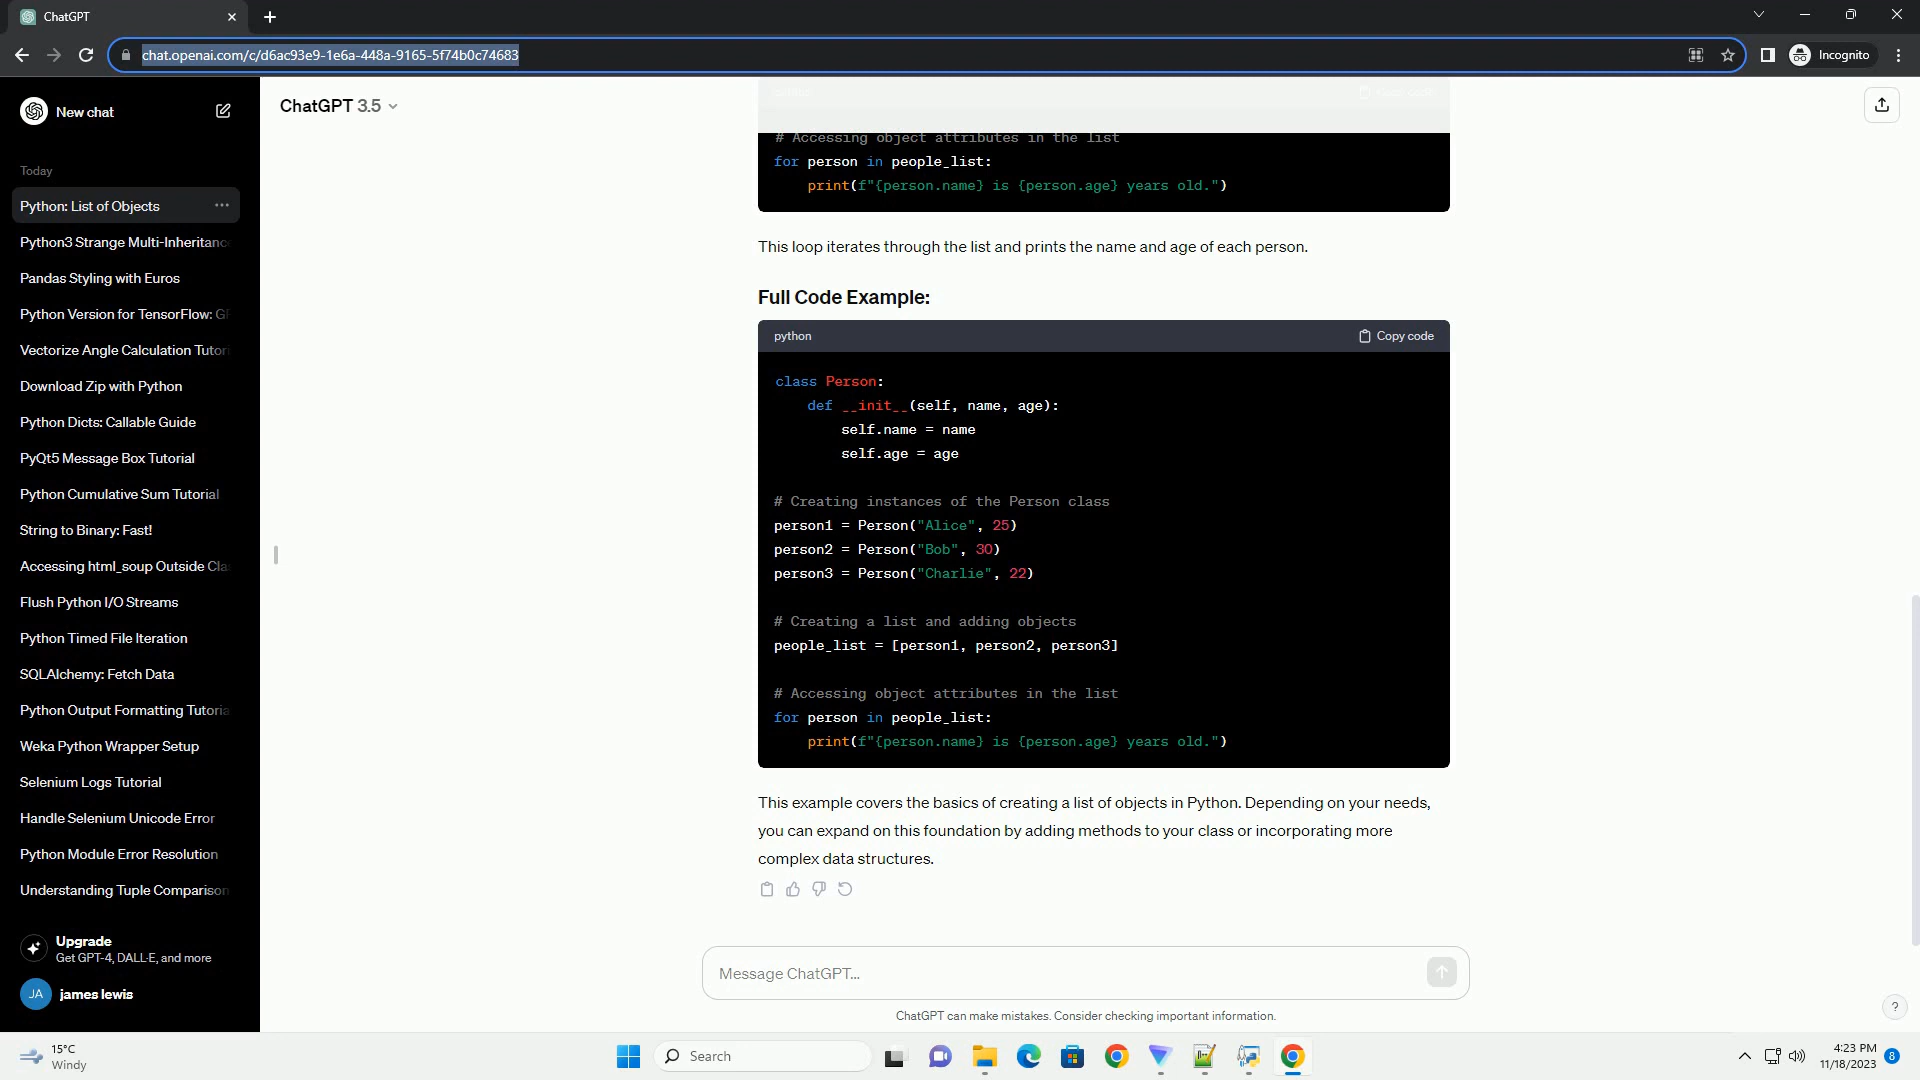 ChatGPT
chat.openai.com/c/d6ac93e9-1e6a-448a-9165-5f74b0c74683
Incognito
New chat
Today
Python: List of Objects
Python3 Strange Multi-Inheritance
Pandas Styling with Euros
Python Version for TensorFlow: GP
Vectorize Angle Calculation Tutori
Download Zip with Python
Python Dicts: Callable Guide
PyQt5 Message Box Tutorial
Python Cumulative Sum Tutorial
String to Binary: Fast!
Accessing html_soup Outside Cla
Flush Python I/O Streams
Python Timed File Iteration
SQLAlchemy: Fetch Data
Python Output Formatting Tutoria
Weka Python Wrapper Setup
Selenium Logs Tutorial
Handle Selenium Unicode Error
Python Module Error Resolution
Understanding Tuple Comparison
Upgrade
Get GPT-4, DALL·E, and more
JA
james lewis
ChatGPT 3.5
python
Copy code
# Accessing object attributes in the list
for person in people_list:
print(f"{person.name} is {person.age} years old.")
This loop iterates through the list and prints the name and age of each person.
Full Code Example:
python
Copy code
class Person:
def __init__(self, name, age):
self.name = name
self.age = age
# Creating instances of the Person class
person1 = Person("Alice", 25)
person2 = Person("Bob", 30)
person3 = Person("Charlie", 22)
# Creating a list and adding objects
people_list = [person1, person2, person3]
# Accessing object attributes in the list
for person in people_list:
print(f"{person.name} is {person.age} years old.")
This example covers the basics of creating a list of objects in Python. Depending on your needs,
you can expand on this foundation by adding methods to your class or incorporating more
complex data structures.
Message ChatGPT…
ChatGPT can make mistakes. Consider checking important information.
?
15°C
Windy
Search
4:23 PM
11/18/2023
8